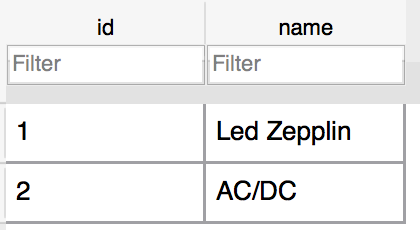 id name
Filter Filter
1 Led Zepplin
2 AC/DC